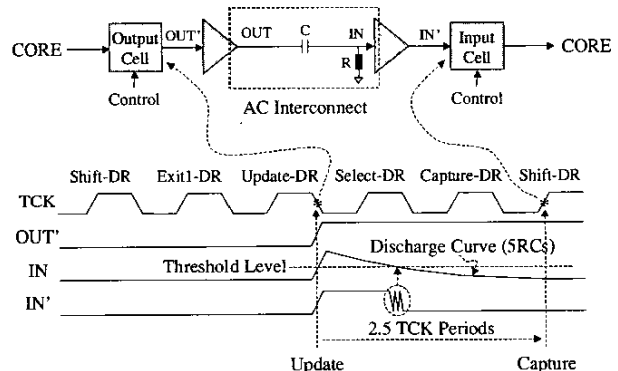 OUT' OUT C IN IN'
CORE Output Cell R Input Cell CORE
Control AC Interconnect Control
Shift-DR Exit1-DR Update-DR Select-DR Capture-DR Shift-DR
TCK
OUT'
Discharge Curve (5RCs)
IN Threshold Level
IN'
2.5 TCK Periods
Update Capture